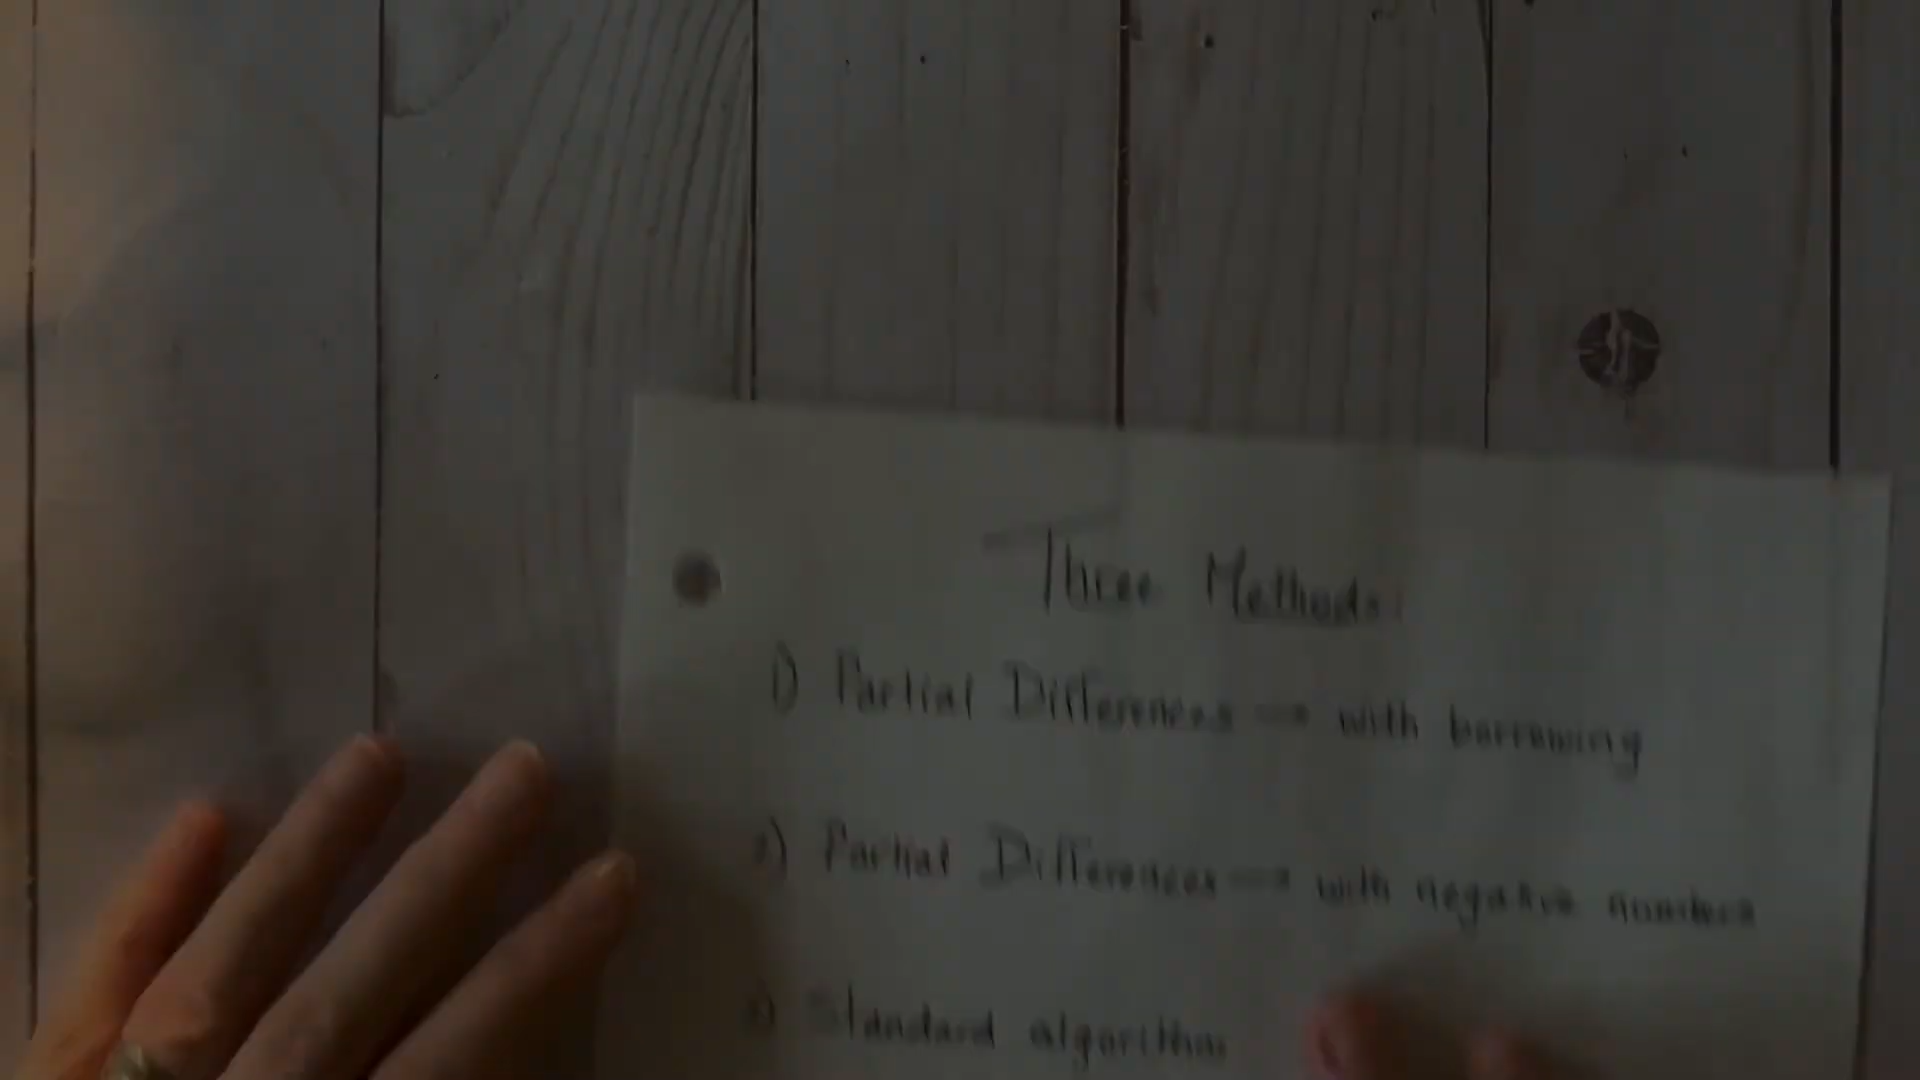 Three Methods:
1) Partial Differences → with borrowing
2) Partial Differences → with negative numbers
3) Standard algorithm